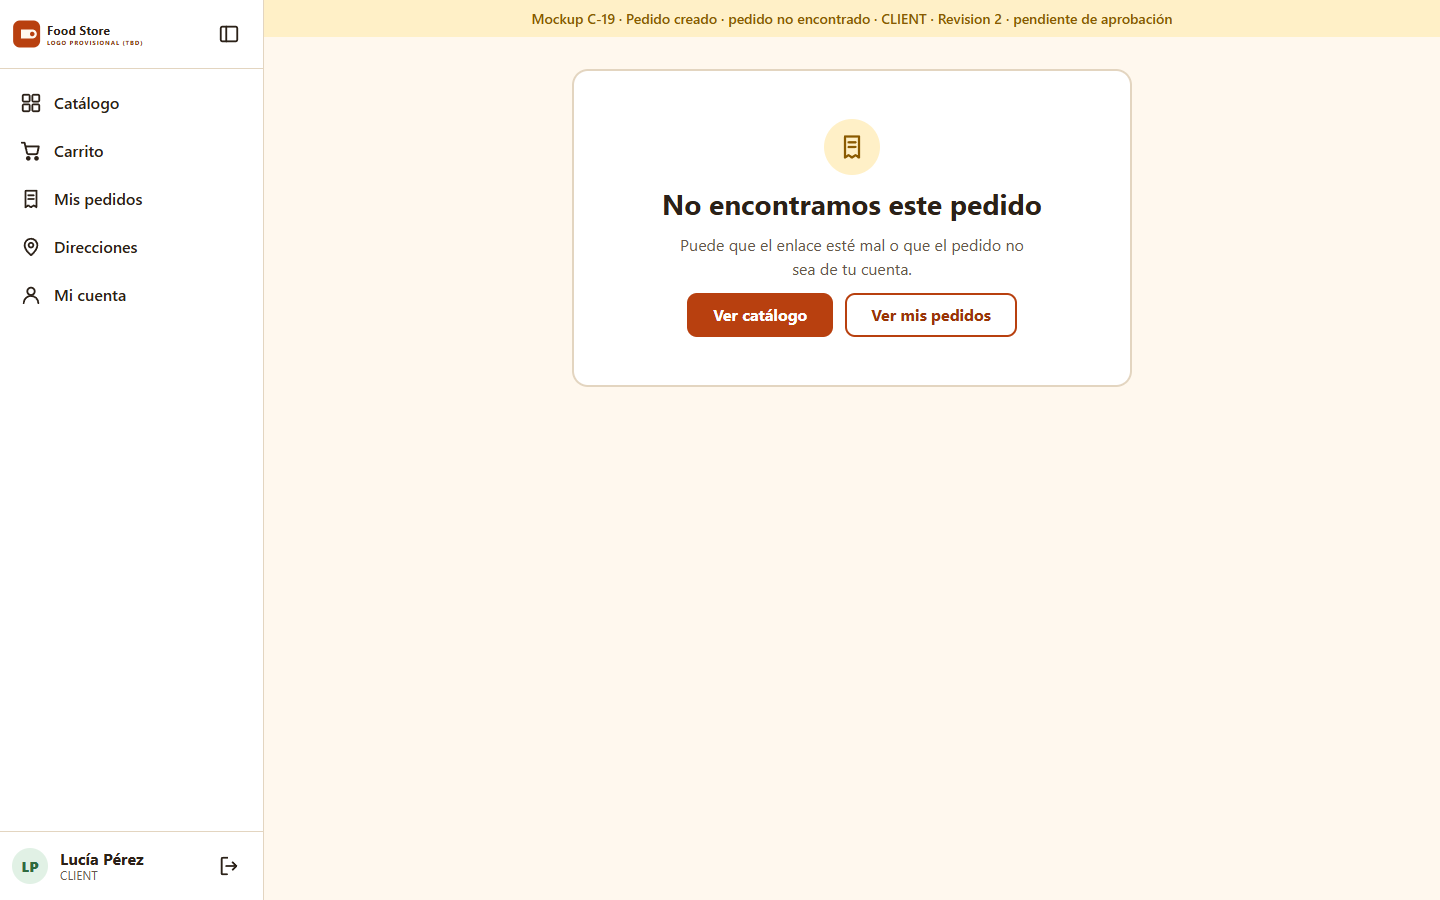 Food Store
LOGO PROVISIONAL (TBD)
Catálogo
Carrito
Mis pedidos
Direcciones
Mi cuenta
LP
Lucía Pérez
CLIENT
Mockup C-19 · Pedido creado · pedido no encontrado · CLIENT · Revision 2 · pendiente de aprobación
No encontramos este pedido
Puede que el enlace esté mal o que el pedido no
sea de tu cuenta.
Ver catálogo
Ver mis pedidos